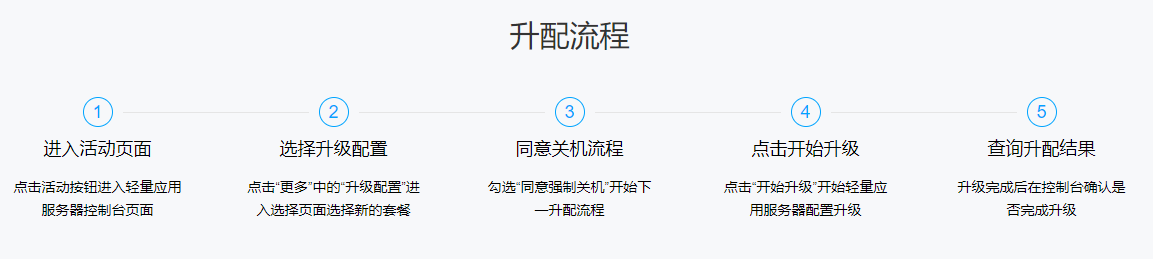 升配流程
1
进入活动页面
点击活动按钮进入轻量应用
服务器控制台页面
2
选择升级配置
点击“更多”中的“升级配置”进
入选择页面选择新的套餐
3
同意关机流程
勾选“同意强制关机”开始下
一升配流程
4
点击开始升级
点击“开始升级”开始轻量应
用服务器配置升级
5
查询升配结果
升级完成后在控制台确认是
否完成升级